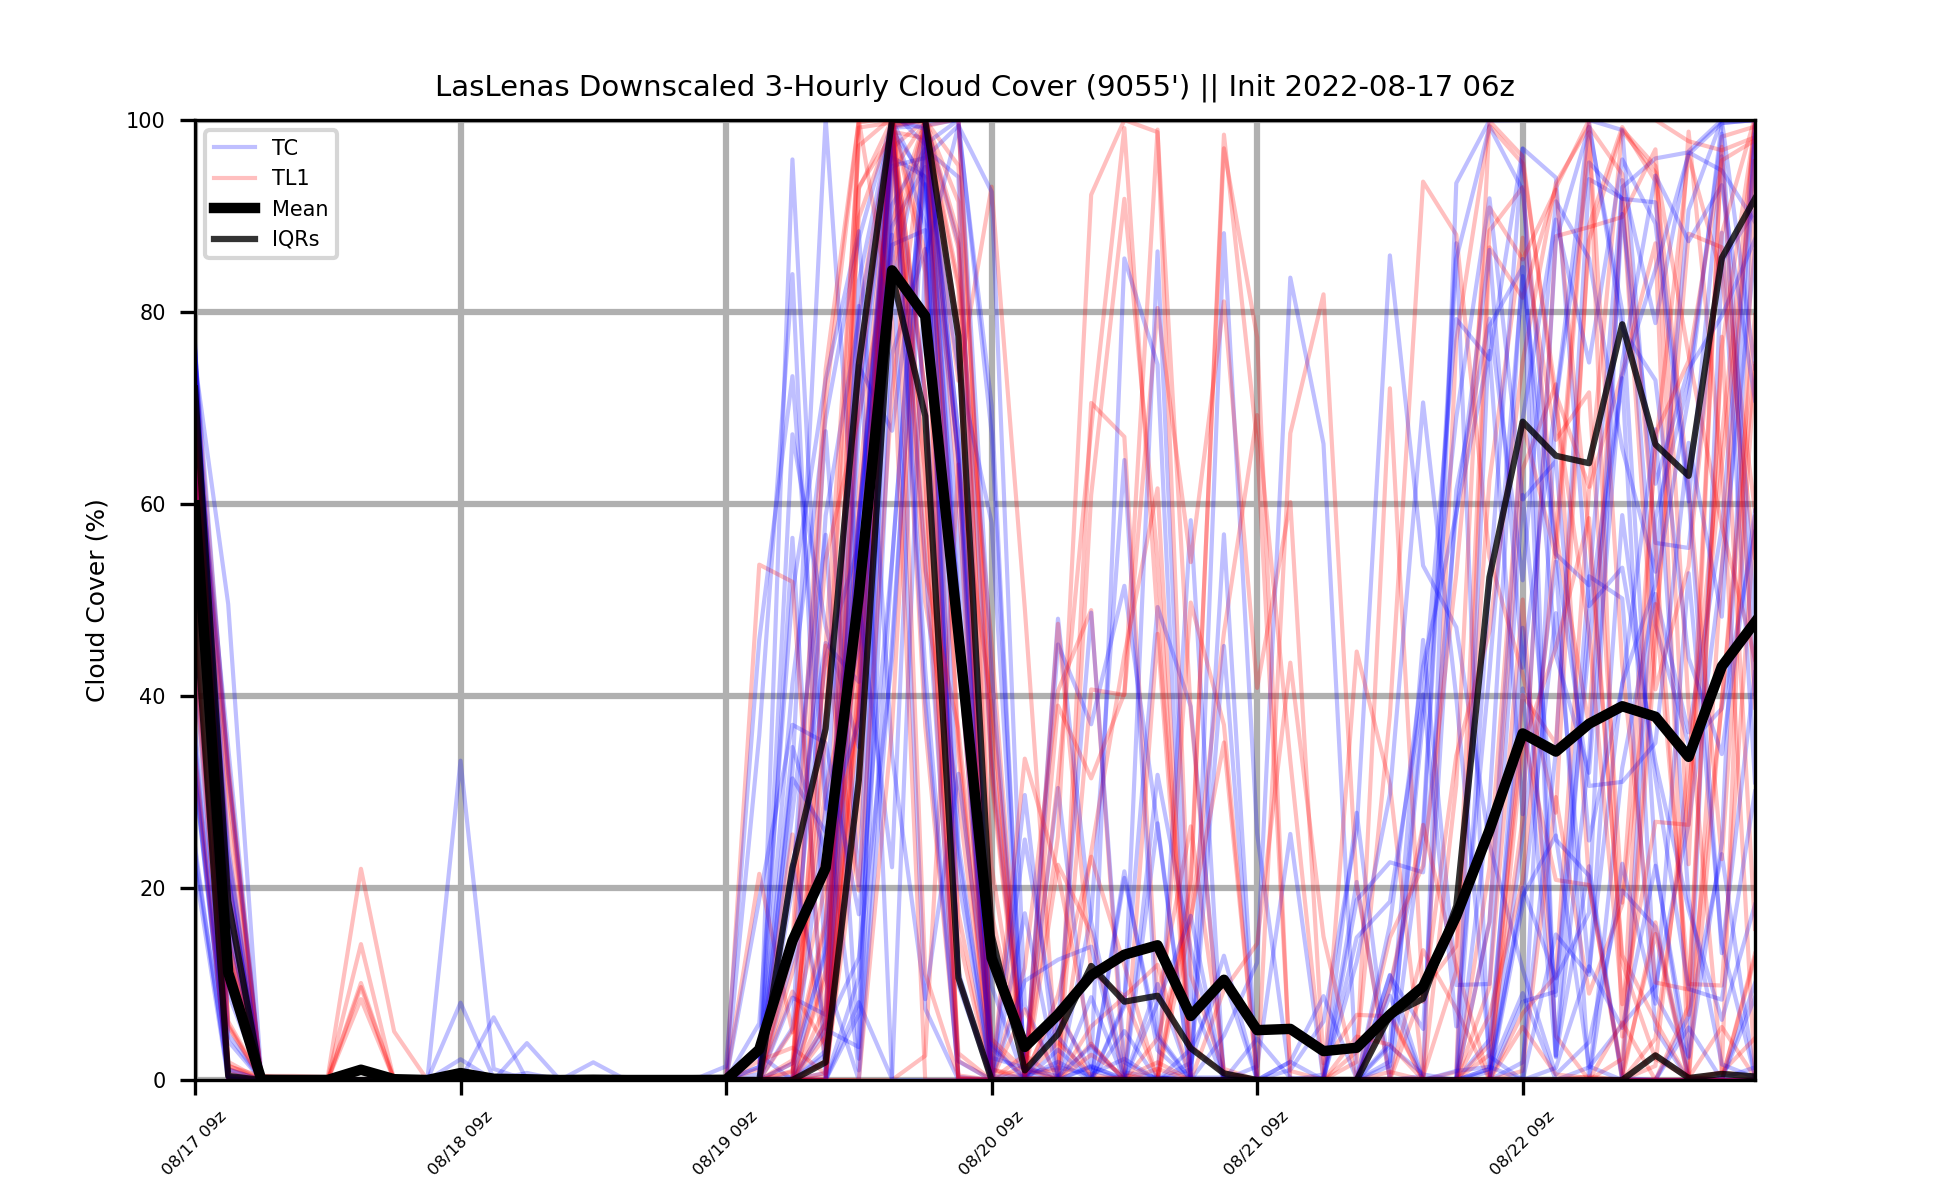 LasLenas Downscaled 3-Hourly Cloud Cover (9055') || Init 2022-08-17 06z
TC
TL1
Mean
IQRs
Cloud Cover (%)
100
80
60
40
20
0
08/17 09z
08/18 09z
08/19 09z
08/20 09z
08/21 09z
08/22 09z